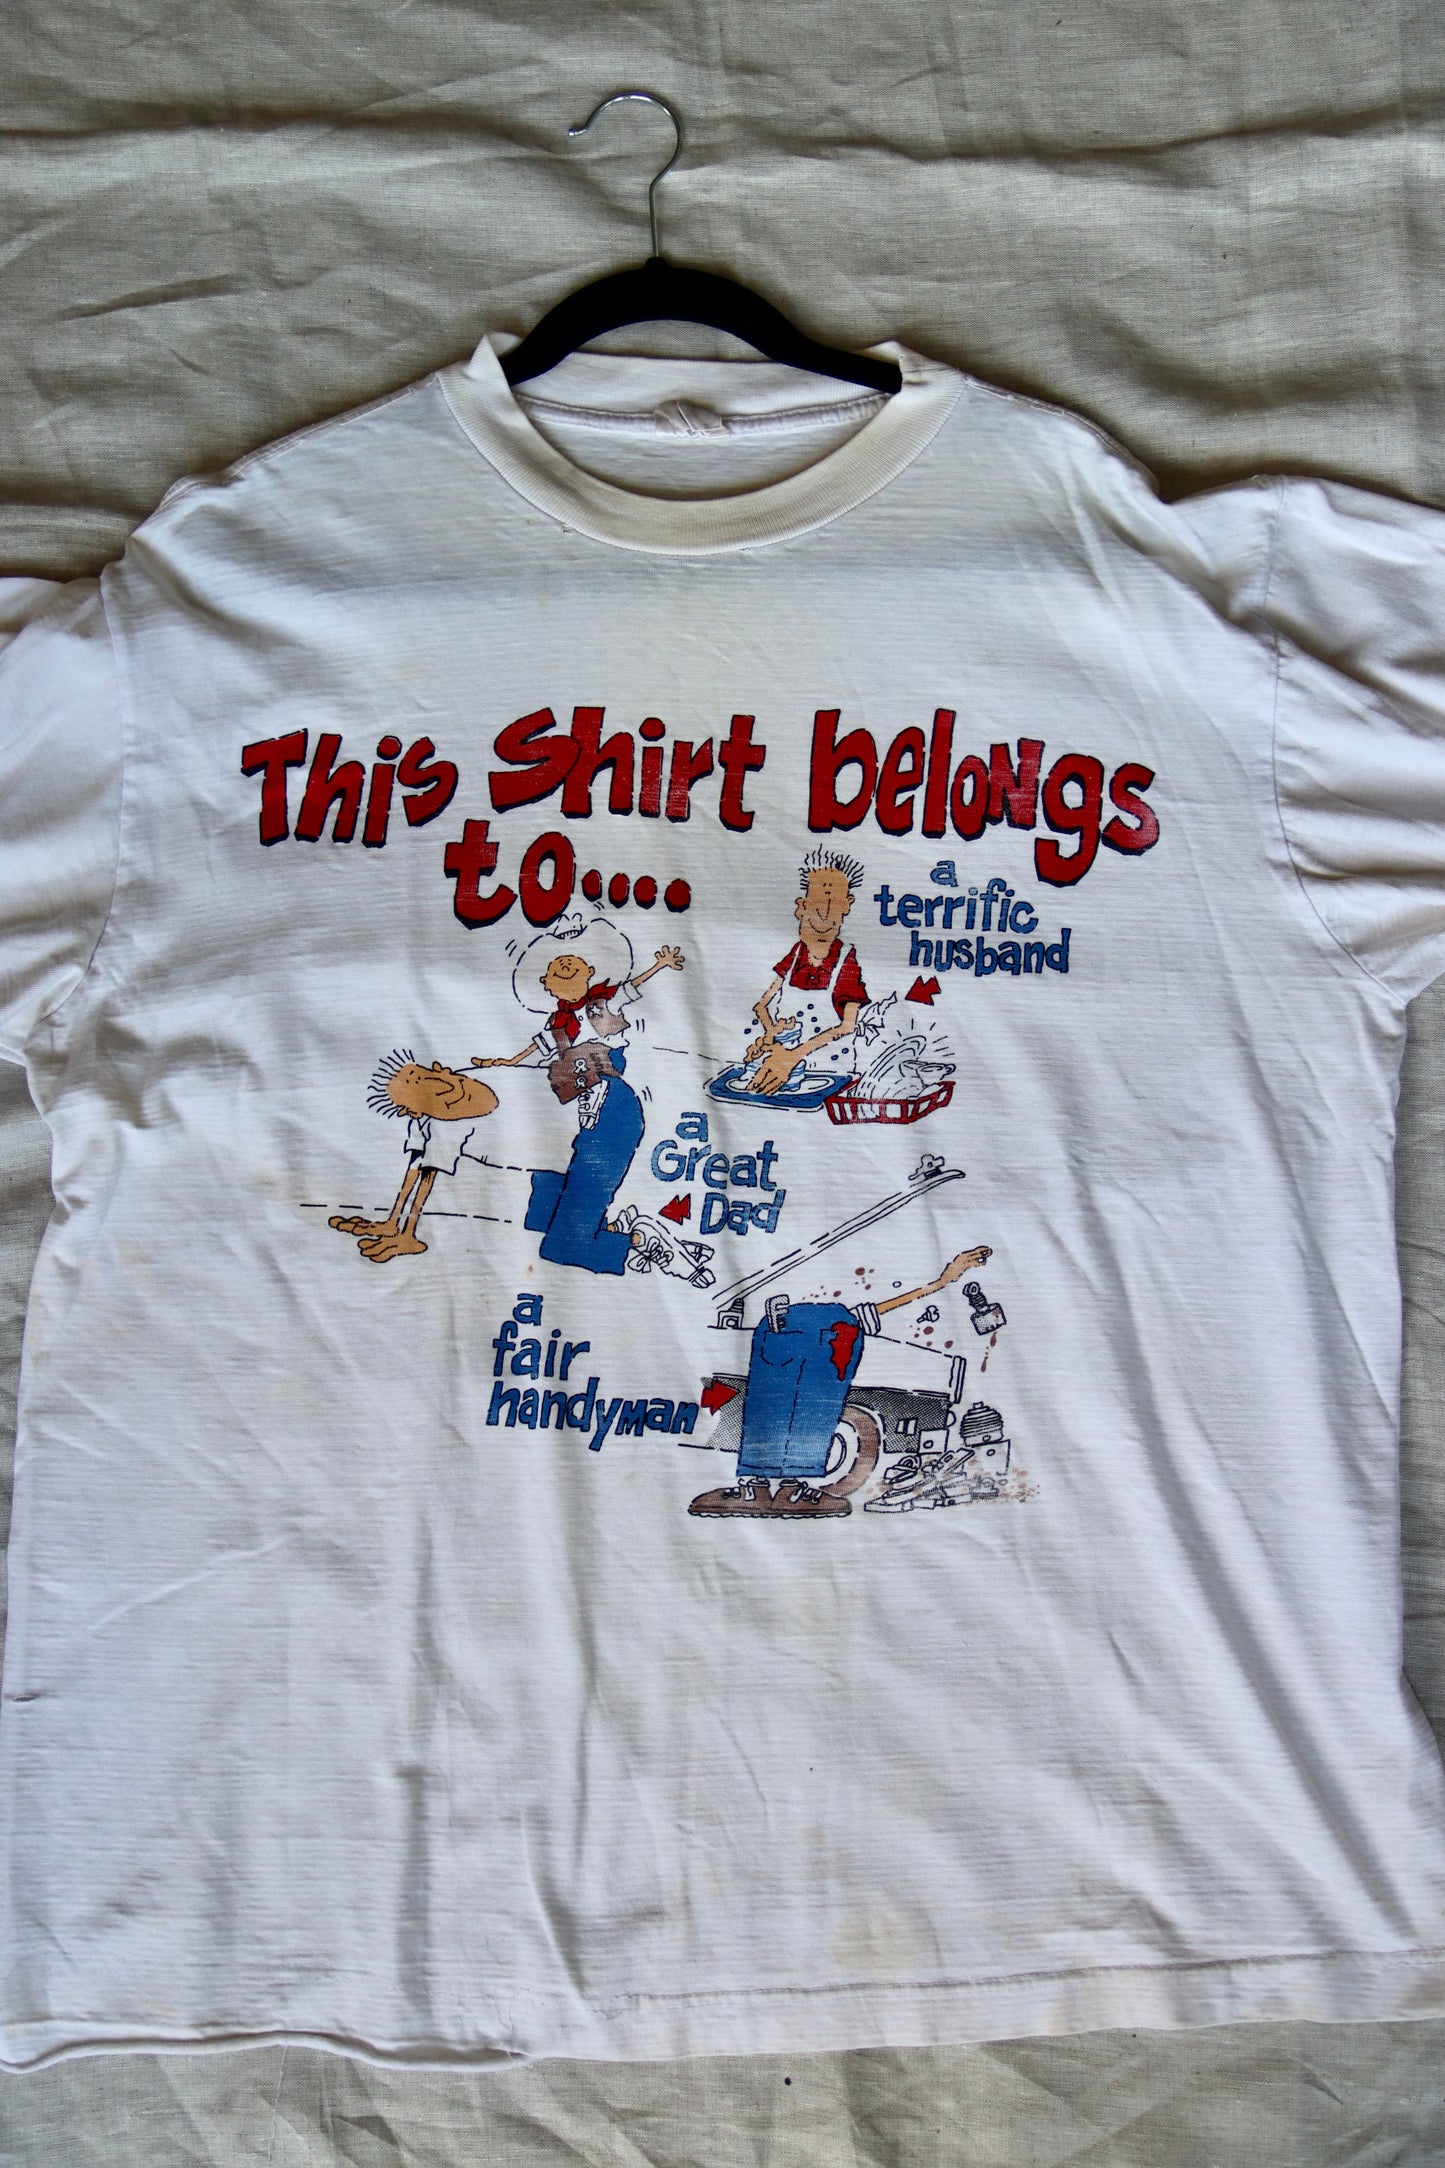 This Shirt belongs
to....
a
terrific
husband
a
Great
Dad
a
fair
handyman